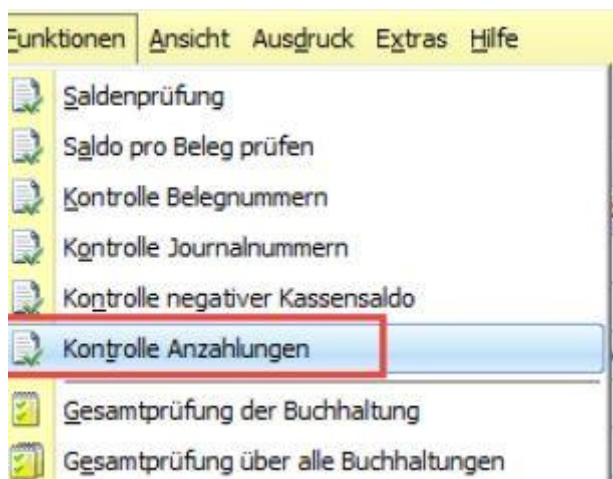 Funktionen Ansicht Ausdruck Extras Hilfe
Saldenprüfung
Saldo pro Beleg prüfen
Kontrolle Belegnummern
Kontrolle Journalnummern
Kontrolle negativer Kassensaldo
Kontrolle Anzahlungen
Gesamtprüfung der Buchhaltung
Gesamtprüfung über alle Buchhaltungen